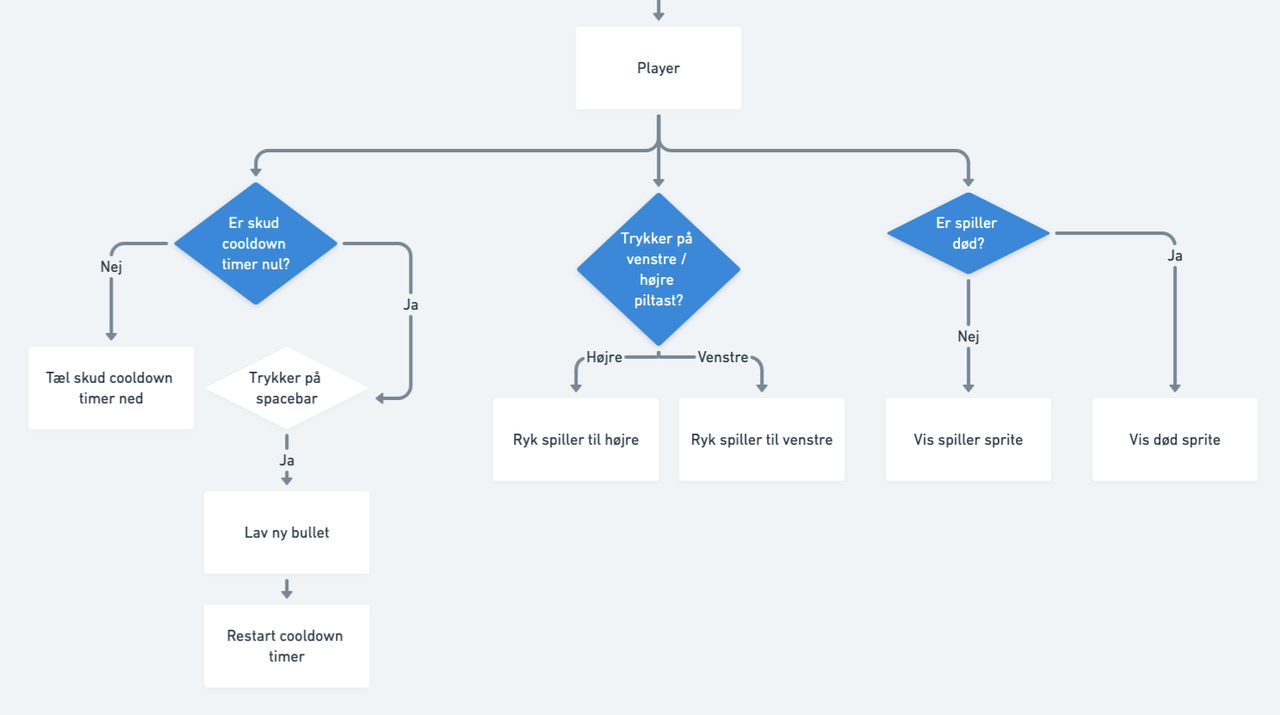 Player
Er skud
cooldown
timer nul?
Nej
Ja
Tæl skud cooldown
timer ned
Trykker på
spacebar
Ja
Lav ny bullet
Restart cooldown
timer
Trykker på
venstre /
højre
piltast?
Højre
Venstre
Ryk spiller til højre
Ryk spiller til venstre
Er spiller
død?
Nej
Ja
Vis spiller sprite
Vis død sprite